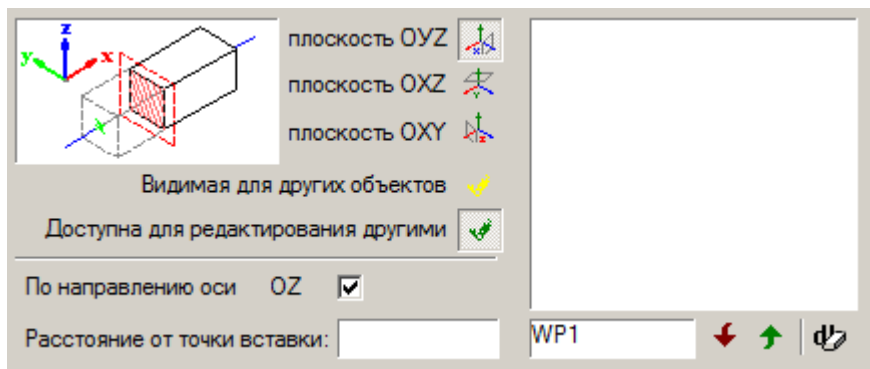 z
y
x
плоскость ОУZ
плоскость OXZ
плоскость OXY
Видимая для других объектов
Доступна для редактирования другими
По направлению оси OZ
Расстояние от точки вставки:
WP1